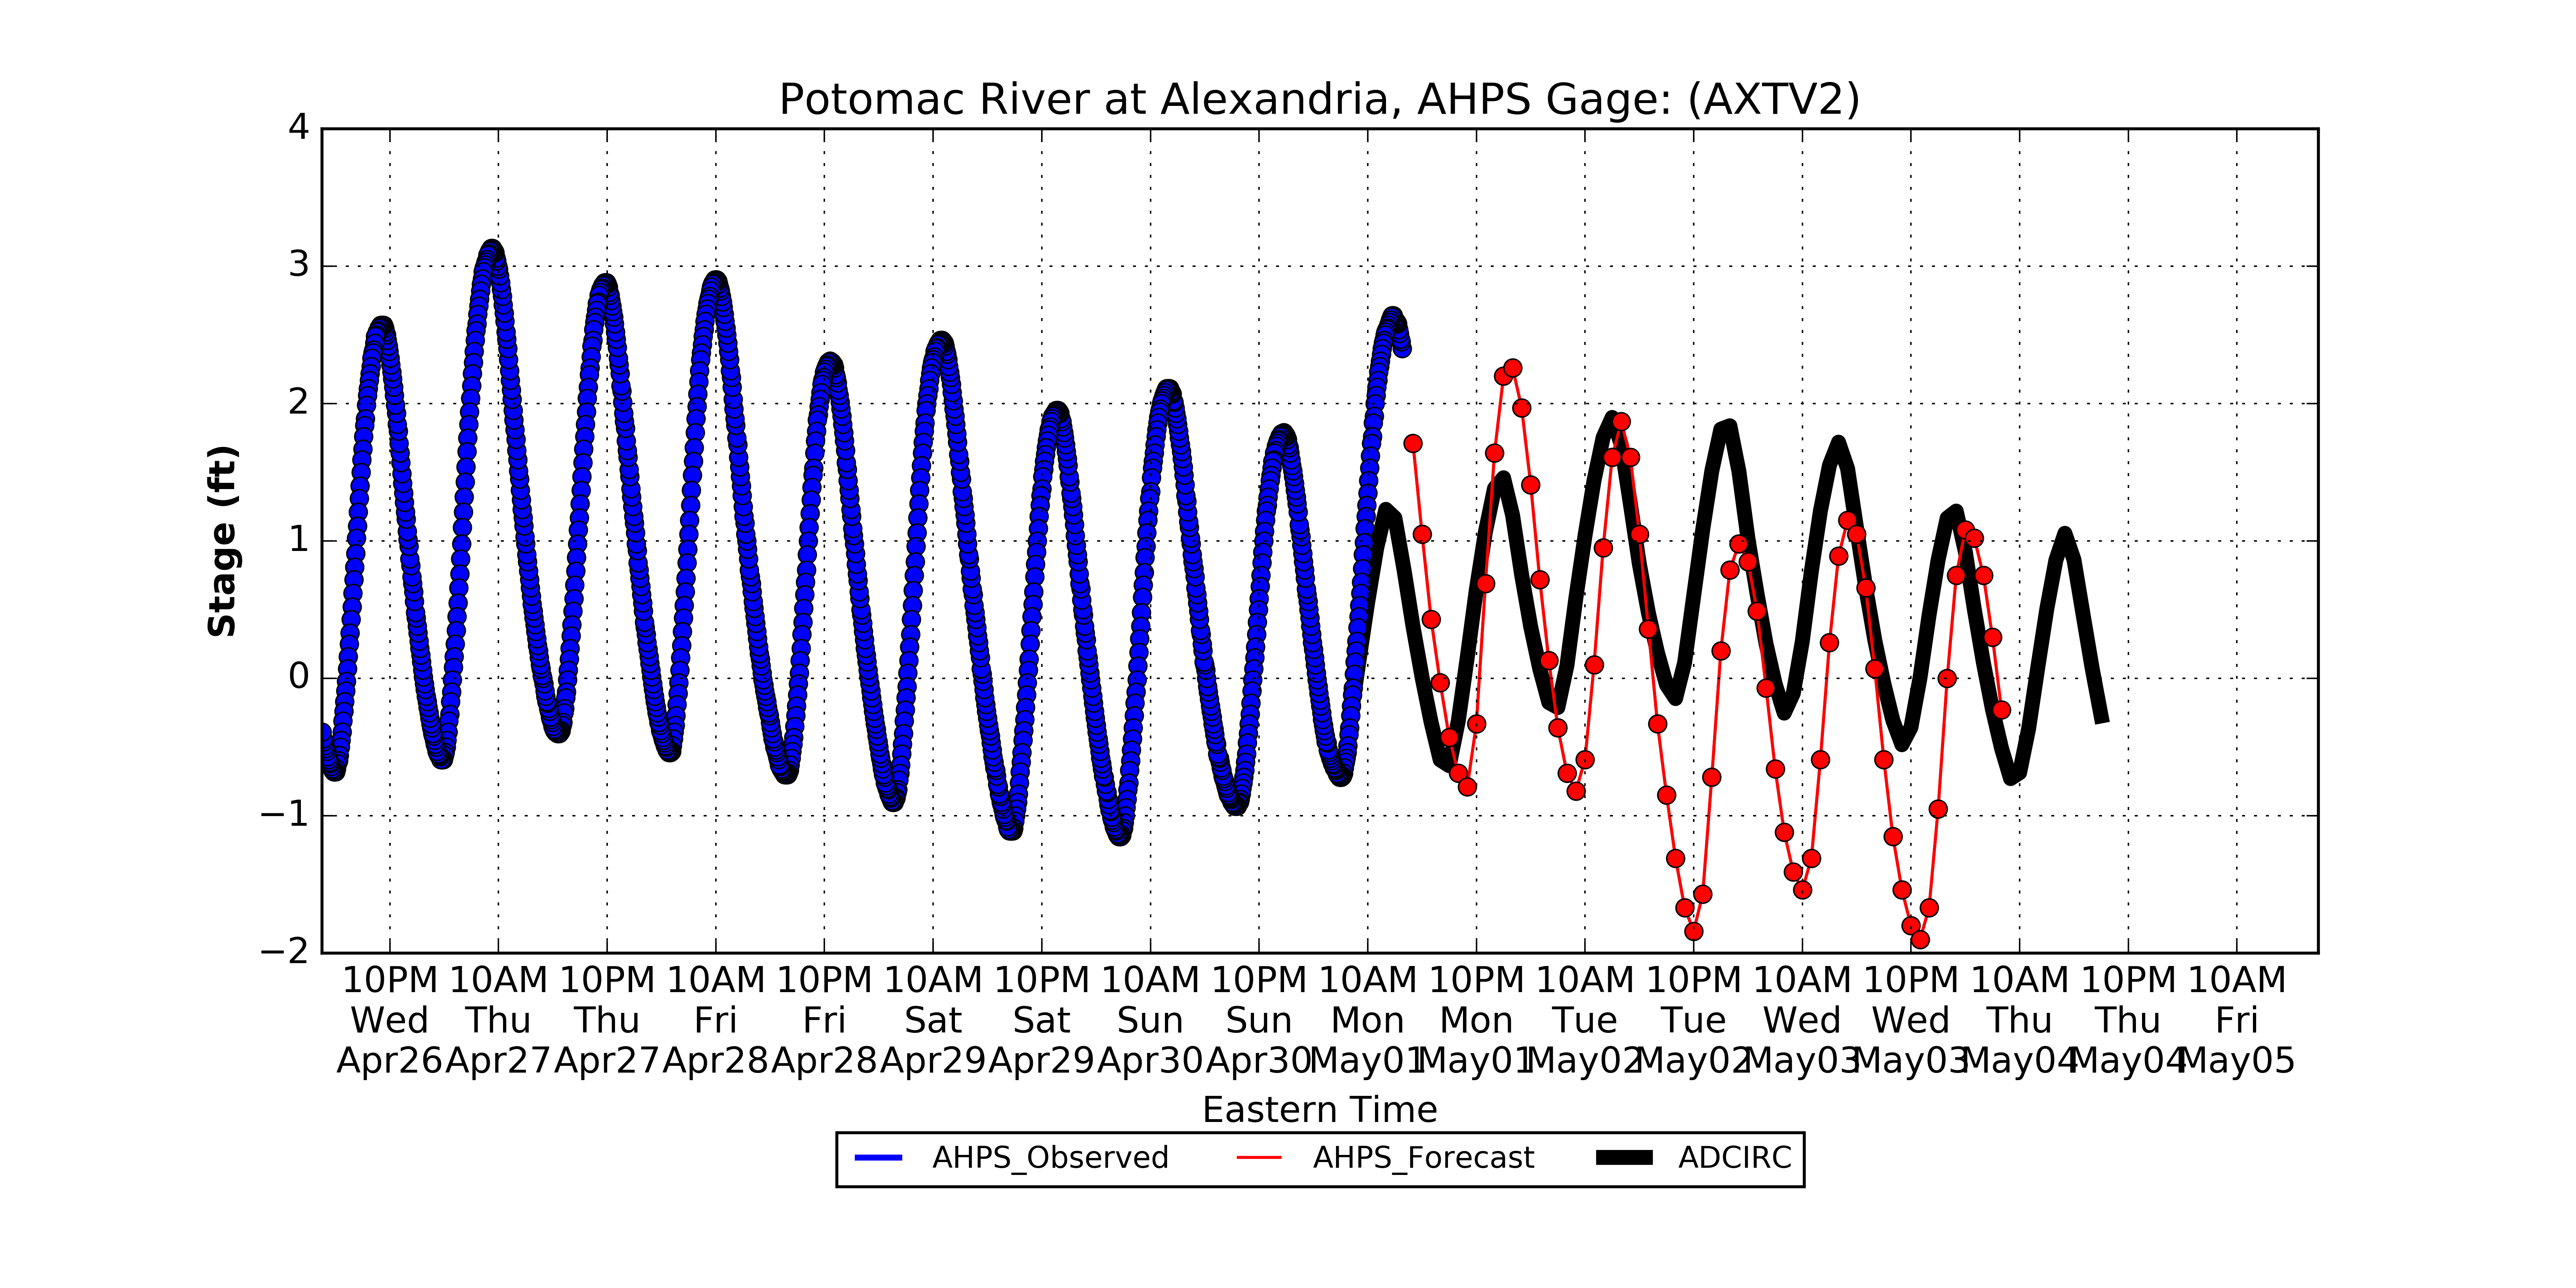 Potomac River at Alexandria, AHPS Gage: (AXTV2)
4
3
2
1
0
−1
−2
Stage (ft)
10PM 10AM 10PM 10AM 10PM 10AM 10PM 10AM 10PM 10AM 10PM 10AM 10PM 10AM 10PM 10AM 10PM 10AM
Wed Thu Thu Fri Fri Sat Sat Sun Sun Mon Mon Tue Tue Wed Wed Thu Thu Fri
Apr26 Apr27 Apr27 Apr28 Apr28 Apr29 Apr29 Apr30 Apr30 May01 May01 May02 May02 May03 May03 May04 May04 May05
Eastern Time
AHPS_Observed AHPS_Forecast ADCIRC